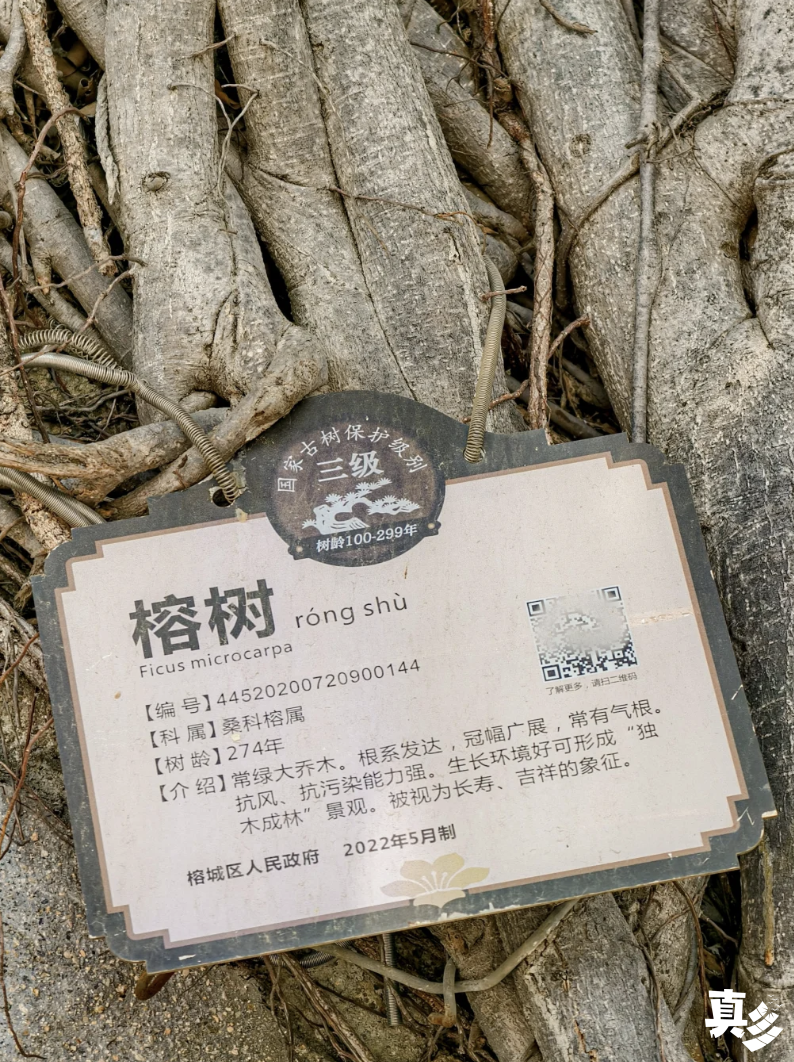 国家古树保护级别
三级
树龄100-299年
榕树 róng shù
Ficus microcarpa
【编 号】44520200720900144
【科 属】桑科榕属
【树 龄】274年
【介 绍】常绿大乔木。根系发达，冠幅广展，常有气根。
抗风、抗污染能力强。生长环境好可形成“独
木成林”景观。被视为长寿、吉祥的象征。
了解更多，请扫二维码
榕城区人民政府 2022年5月制
真乡